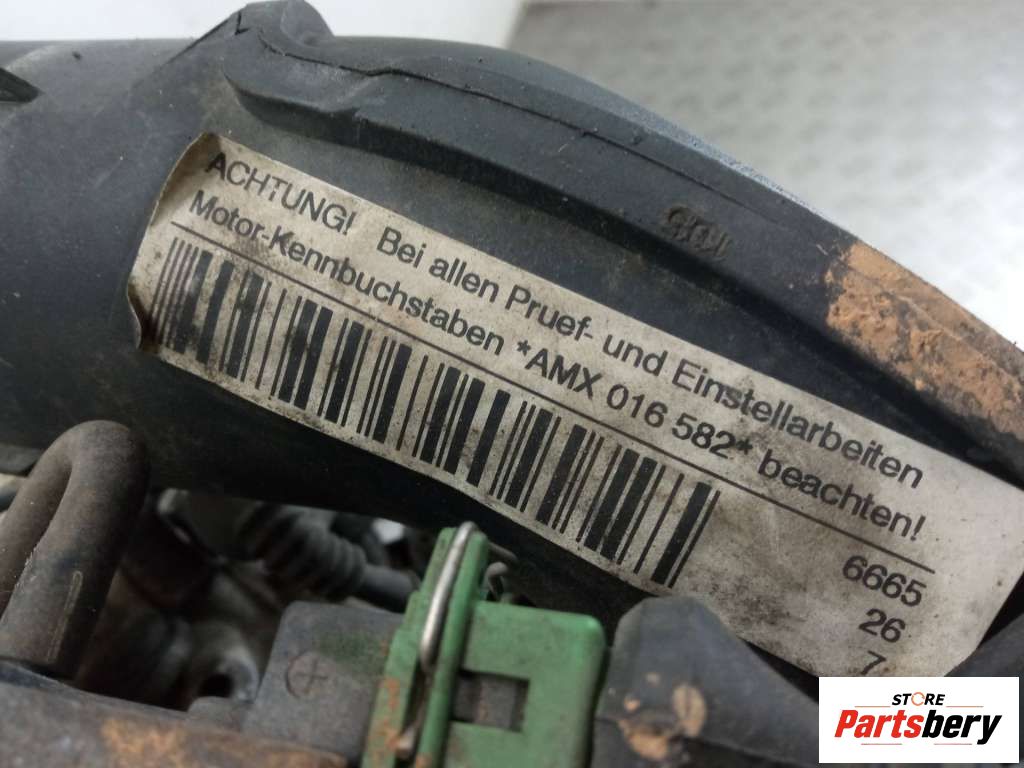 ACHTUNG! Bei allen Pruef- und Einstellarbeiten
Motor-Kennbuchstaben *AMX 016 582* beachten!
6665
26
7
STORE
Partsbery